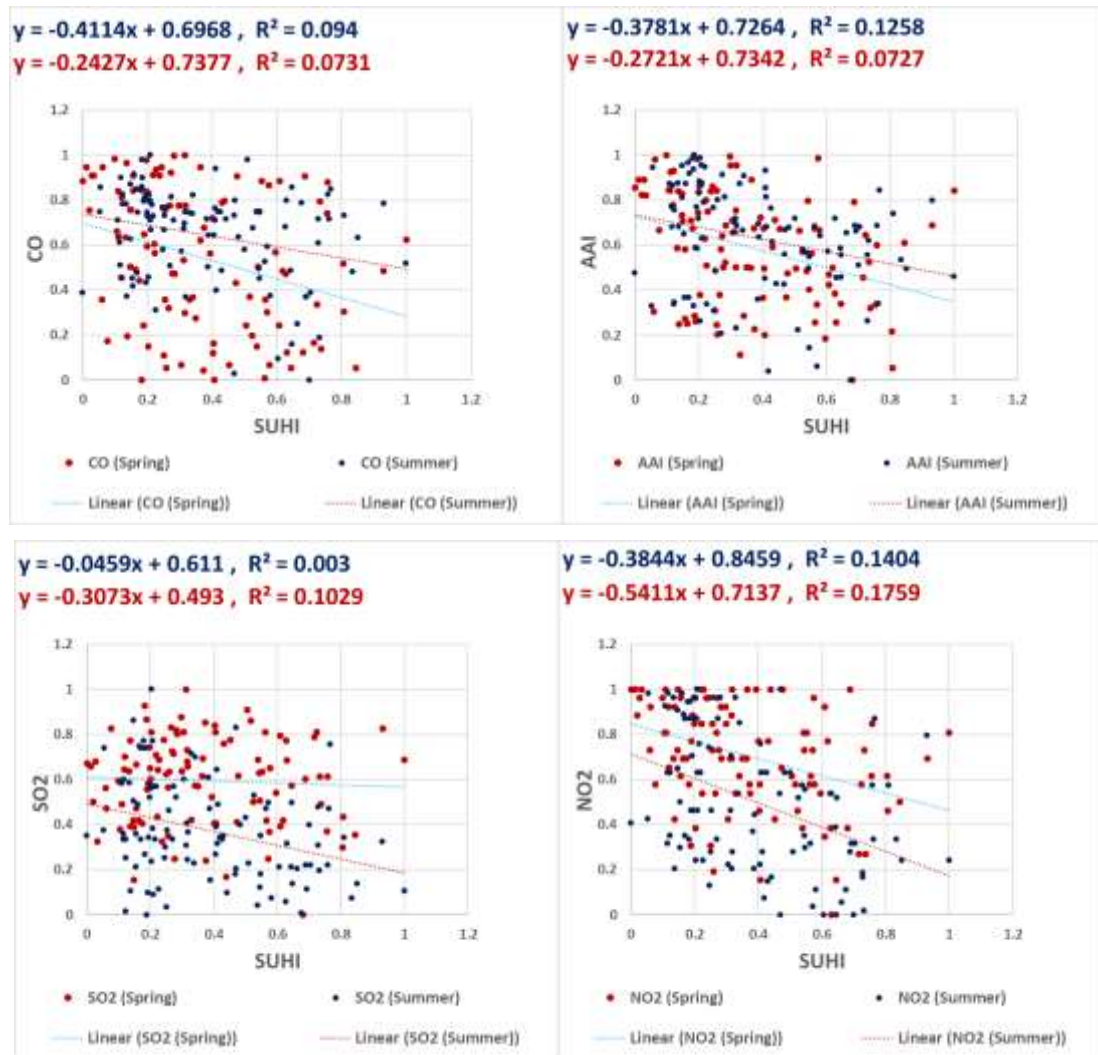 y = -0.4114x + 0.6968 , R² = 0.094
y = -0.2427x + 0.7377 , R² = 0.0731
1.2
1
0.8
0.6
0.4
0.2
0
CO
0 0.2 0.4 0.6 0.8 1 1.2
SUHI
CO (Spring) CO (Summer)
Linear (CO (Spring)) Linear (CO (Summer))
y = -0.3781x + 0.7264 , R² = 0.1258
y = -0.2721x + 0.7342 , R² = 0.0727
1.2
1
0.8
0.6
0.4
0.2
0
AAI
0 0.2 0.4 0.6 0.8 1 1.2
SUHI
AAI (Spring) AAI (Summer)
Linear (AAI (Spring)) Linear (AAI (Summer))
y = -0.0459x + 0.611 , R² = 0.003
y = -0.3073x + 0.493 , R² = 0.1029
1.2
1
0.8
0.6
0.4
0.2
0
SO2
0 0.2 0.4 0.6 0.8 1 1.2
SUHI
SO2 (Spring) SO2 (Summer)
Linear (SO2 (Spring)) Linear (SO2 (Summer))
y = -0.3844x + 0.8459 , R² = 0.1404
y = -0.5411x + 0.7137 , R² = 0.1759
1.2
1
0.8
0.6
0.4
0.2
0
NO2
0 0.2 0.4 0.6 0.8 1 1.2
SUHI
NO2 (Spring) NO2 (Summer)
Linear (NO2 (Spring)) Linear (NO2 (Summer))